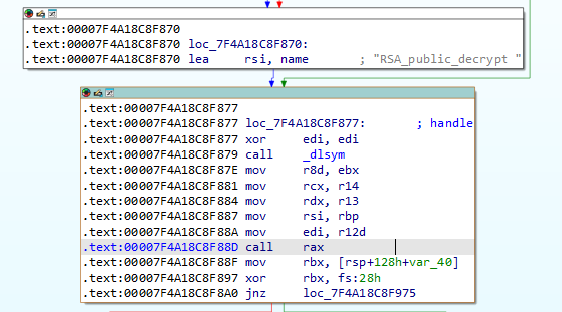 .text:00007F4A18C8F870
.text:00007F4A18C8F870 loc_7F4A18C8F870:
.text:00007F4A18C8F870 lea rsi, name ; "RSA_public_decrypt "
.text:00007F4A18C8F877
.text:00007F4A18C8F877 loc_7F4A18C8F877: ; handle
.text:00007F4A18C8F877 xor edi, edi
.text:00007F4A18C8F879 call _dlsym
.text:00007F4A18C8F87E mov r8d, ebx
.text:00007F4A18C8F881 mov rcx, r14
.text:00007F4A18C8F884 mov rdx, r13
.text:00007F4A18C8F887 mov rsi, rbp
.text:00007F4A18C8F88A mov edi, r12d
.text:00007F4A18C8F88D call rax
.text:00007F4A18C8F88F mov rbx, [rsp+128h+var_40]
.text:00007F4A18C8F897 xor rbx, fs:28h
.text:00007F4A18C8F8A0 jnz loc_7F4A18C8F975